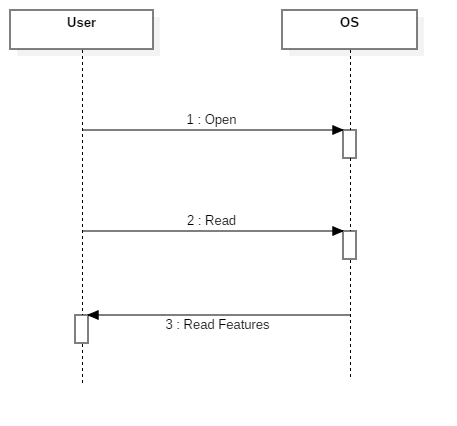 User
OS
1 : Open
2 : Read
3 : Read Features